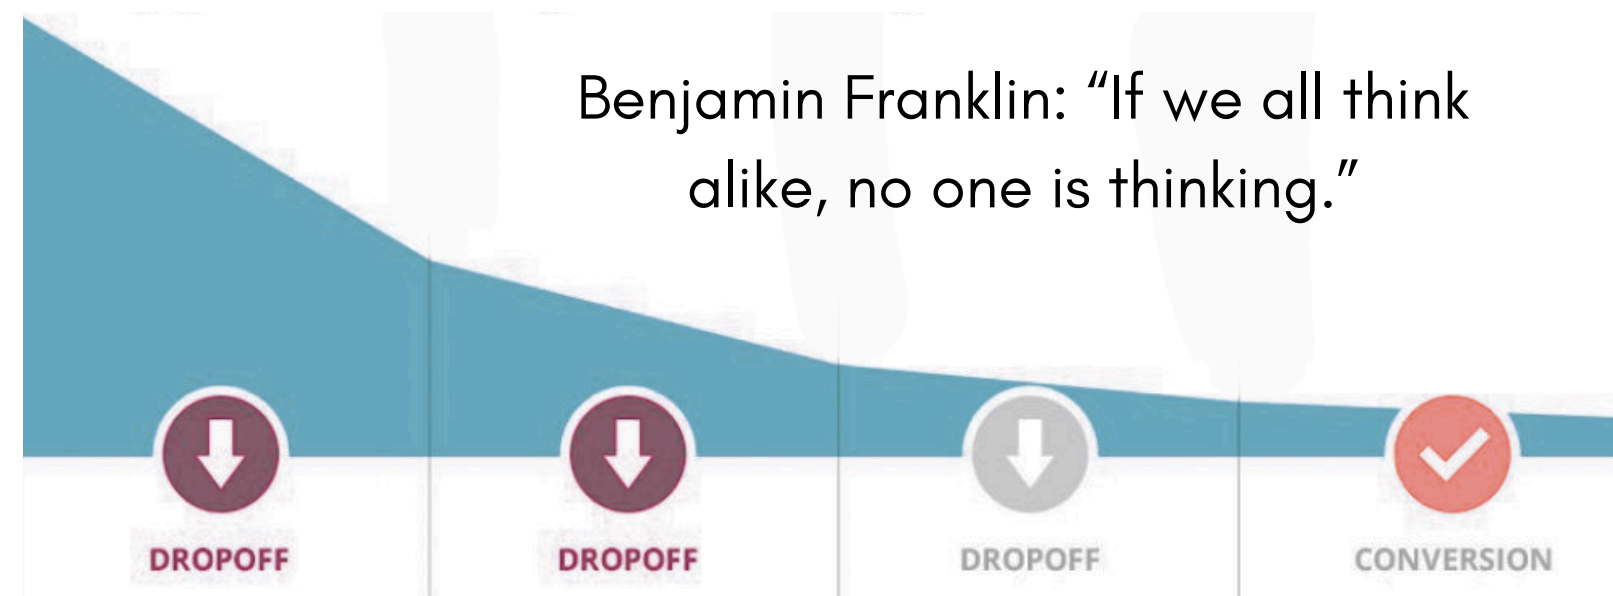 Benjamin Franklin: “If we all think
alike, no one is thinking.”
DROPOFF
DROPOFF
DROPOFF
CONVERSION